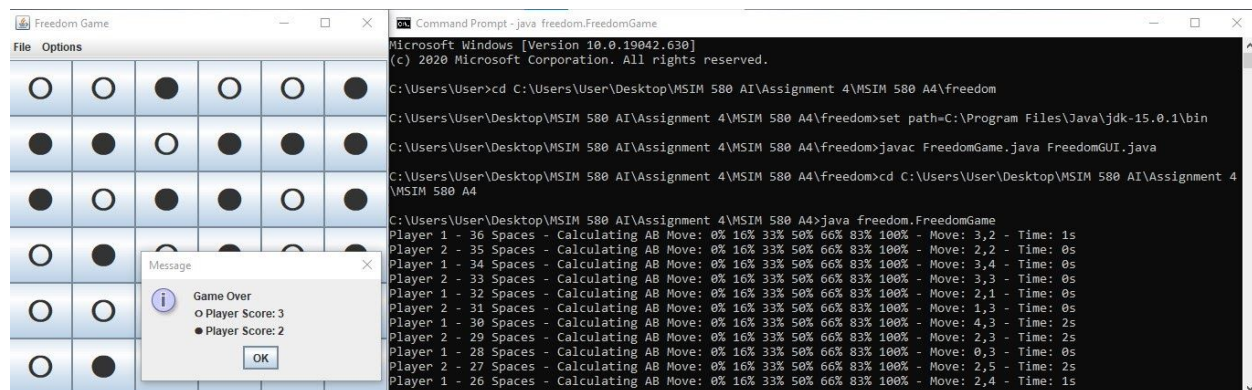 Freedom Game
File Options
Message
Game Over
O Player Score: 3
● Player Score: 2
OK
Command Prompt - java freedom.FreedomGame
Microsoft Windows [Version 10.0.19042.630]
(c) 2020 Microsoft Corporation. All rights reserved.
C:\Users\User>cd C:\Users\User\Desktop\MSIM 580 AI\Assignment 4\MSIM 580 A4\freedom
C:\Users\User\Desktop\MSIM 580 AI\Assignment 4\MSIM 580 A4\freedom>set path=C:\Program Files\Java\jdk-15.0.1\bin
C:\Users\User\Desktop\MSIM 580 AI\Assignment 4\MSIM 580 A4\freedom>javac FreedomGame.java FreedomGUI.java
C:\Users\User\Desktop\MSIM 580 AI\Assignment 4\MSIM 580 A4\freedom>cd C:\Users\User\Desktop\MSIM 580 AI\Assignment 4
\MSIM 580 A4
C:\Users\User\Desktop\MSIM 580 AI\Assignment 4\MSIM 580 A4>java freedom.FreedomGame
Player 1 - 36 Spaces - Calculating AB Move: 0% 16% 33% 50% 66% 83% 100% - Move: 3,2 - Time: 1s
Player 2 - 35 Spaces - Calculating AB Move: 0% 16% 33% 50% 66% 83% 100% - Move: 2,2 - Time: 0s
Player 1 - 34 Spaces - Calculating AB Move: 0% 16% 33% 50% 66% 83% 100% - Move: 3,4 - Time: 0s
Player 2 - 33 Spaces - Calculating AB Move: 0% 16% 33% 50% 66% 83% 100% - Move: 3,3 - Time: 0s
Player 1 - 32 Spaces - Calculating AB Move: 0% 16% 33% 50% 66% 83% 100% - Move: 2,1 - Time: 0s
Player 2 - 31 Spaces - Calculating AB Move: 0% 16% 33% 50% 66% 83% 100% - Move: 1,3 - Time: 0s
Player 1 - 30 Spaces - Calculating AB Move: 0% 16% 33% 50% 66% 83% 100% - Move: 4,3 - Time: 2s
Player 2 - 29 Spaces - Calculating AB Move: 0% 16% 33% 50% 66% 83% 100% - Move: 2,3 - Time: 2s
Player 1 - 28 Spaces - Calculating AB Move: 0% 16% 33% 50% 66% 83% 100% - Move: 0,3 - Time: 0s
Player 2 - 27 Spaces - Calculating AB Move: 0% 16% 33% 50% 66% 83% 100% - Move: 2,5 - Time: 2s
Player 1 - 26 Spaces - Calculating AB Move: 0% 16% 33% 50% 66% 83% 100% - Move: 2,4 - Time: 1s